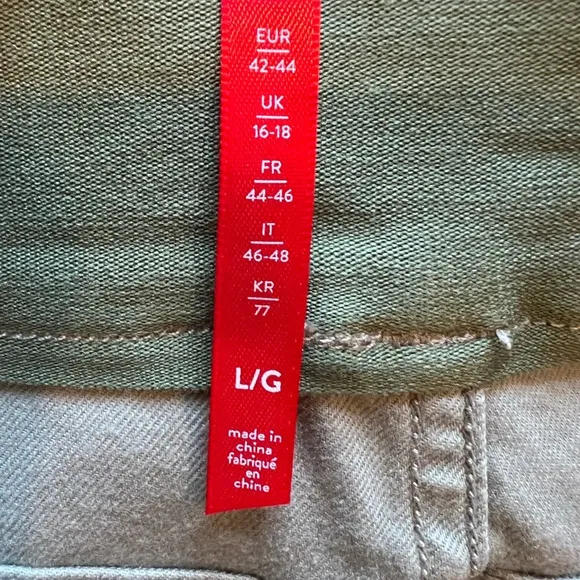 EUR
42-44
UK
16-18
FR
44-46
IT
46-48
KR
77
L/G
made in
china
fabriqué
en
chine